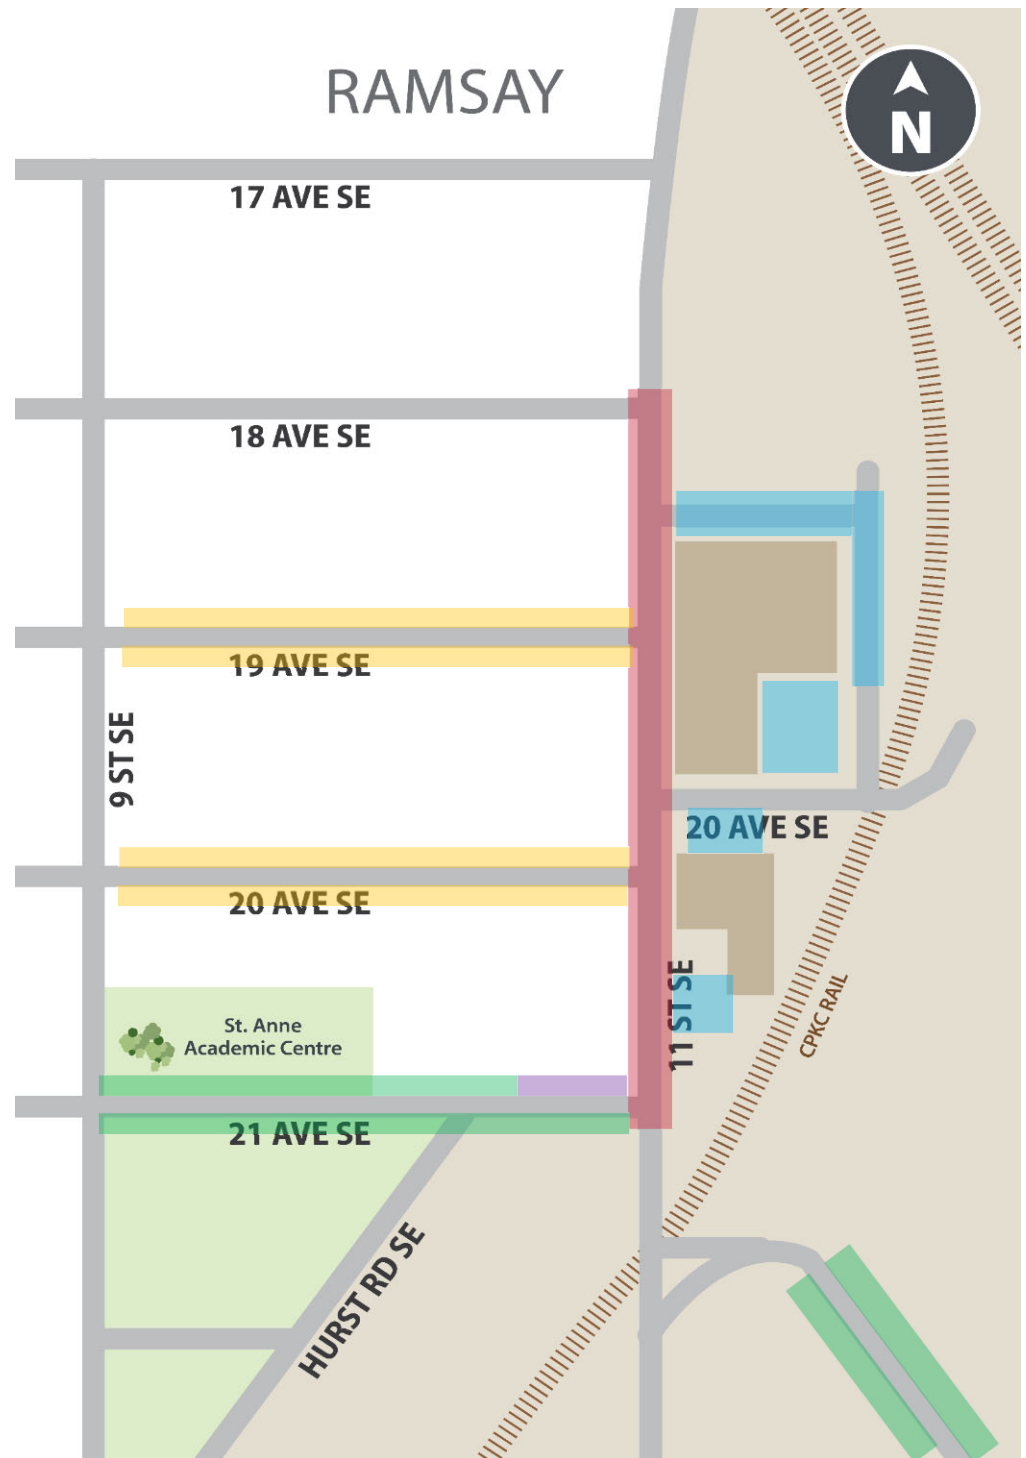 RAMSAY
N
17 AVE SE
18 AVE SE
19 AVE SE
9 ST SE
20 AVE SE
20 AVE SE
11 ST SE
CPKC RAIL
St. Anne
Academic Centre
21 AVE SE
HURST RD SE